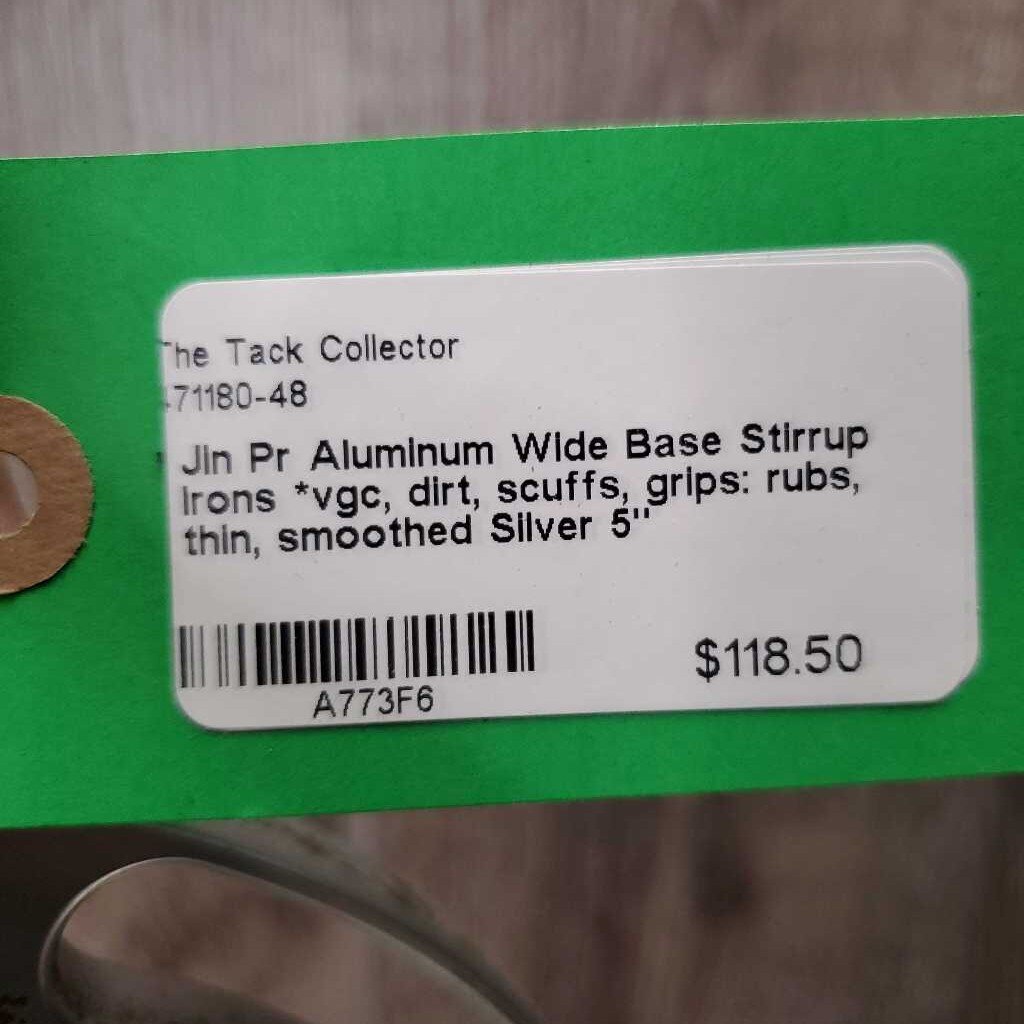 The Tack Collector
71180-48
Jin Pr Aluminum Wide Base Stirrup
Irons *vgc, dirt, scuffs, grips: rubs,
thin, smoothed Silver 5"
A773F6
$118.50